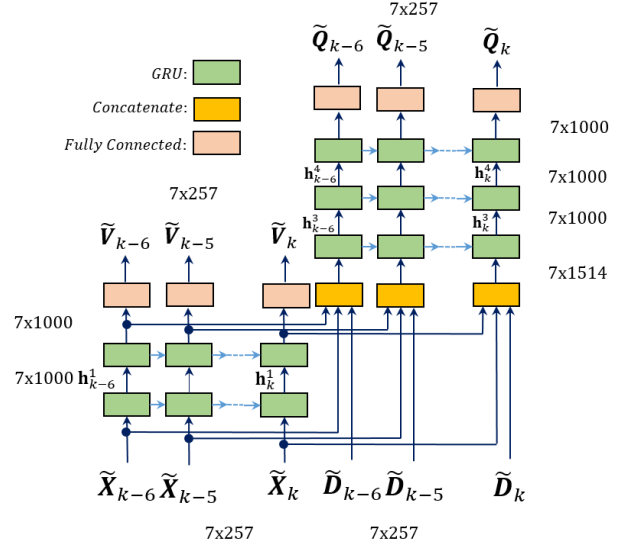 7x257
Q̃ₖ₋₆ Q̃ₖ₋₅ Q̃ₖ
GRU:
Concatenate:
Fully Connected:
7x1000
h⁴ₖ₋₆ h⁴ₖ
7x1000
7x257
h³ₖ₋₆ h³ₖ
7x1000
Ṽₖ₋₆ Ṽₖ₋₅ Ṽₖ
7x1514
7x1000
7x1000 h¹ₖ₋₆ h¹ₖ
X̃ₖ₋₆ X̃ₖ₋₅ X̃ₖ D̃ₖ₋₆ D̃ₖ₋₅ D̃ₖ
7x257 7x257